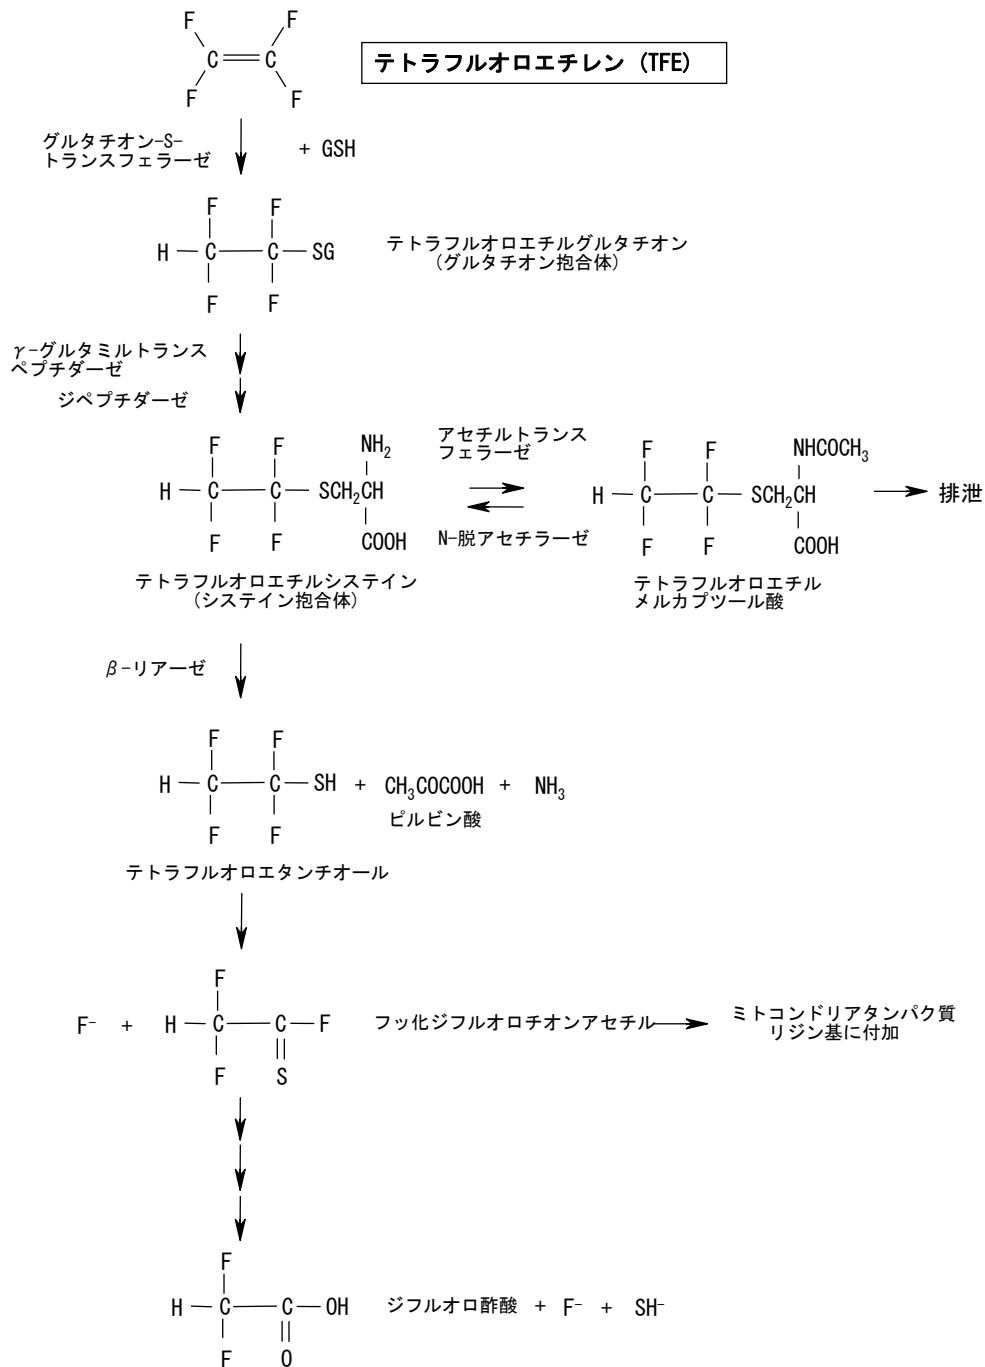 F F
C C
F F
テトラフルオロエチレン (TFE)
グルタチオン-S-
トランスフェラーゼ
+ GSH
F F
H C C SG
F F
テトラフルオロエチルグルタチオン
(グルタチオン抱合体)
γ-グルタミルトランス
ペプチダーゼ
ジペプチダーゼ
F F NH2
H C C SCH2CH
F F COOH
テトラフルオロエチルシステイン
(システイン抱合体)
アセチルトランス
フェラーゼ
N-脱アセチラーゼ
F F NHCOCH3
H C C SCH2CH
F F COOH
テトラフルオロエチル
メルカプツール酸
排泄
β-リアーゼ
F F
H C C SH + CH3COCOOH + NH3
F F
ピルビン酸
テトラフルオロエタンチオール
F
F- + H C C F
F S
フッ化ジフルオロチオンアセチル
ミトコンドリアタンパク質
リジン基に付加
F
H C C OH
F O
ジフルオロ酢酸 + F- + SH-